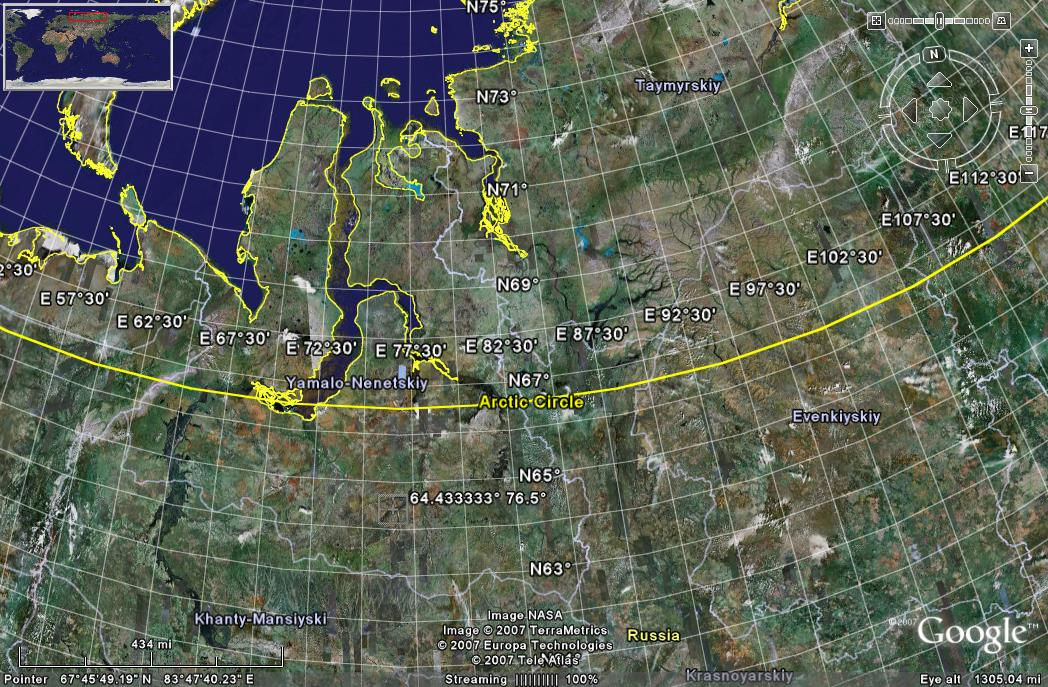 N75°
Taymyrskiy
N
N73°
E117
N71°
E112°30'
E107°30'
E102°30'
2°30'
N69°
E 97°30'
E 57°30'
E 62°30'
E 92°30'
E 67°30'
E 87°30'
E 72°30'
E 77°30'
E 82°30'
Yamalo-Nenetskiy
N67°
Arctic Circle
Evenkiyskiy
N65°
64.433333° 76.5°
N63°
Khanty-Mansiyski
Image NASA
Image © 2007 TerraMetrics
© 2007 Europa Technologies
© 2007 Tele Atlas
Russia
©2007 Google™
434 mi
Krasnoyarskiy
Pointer 67°45'49.19" N 83°47'40.23" E
Streaming 100%
Eye alt 1305.04 mi